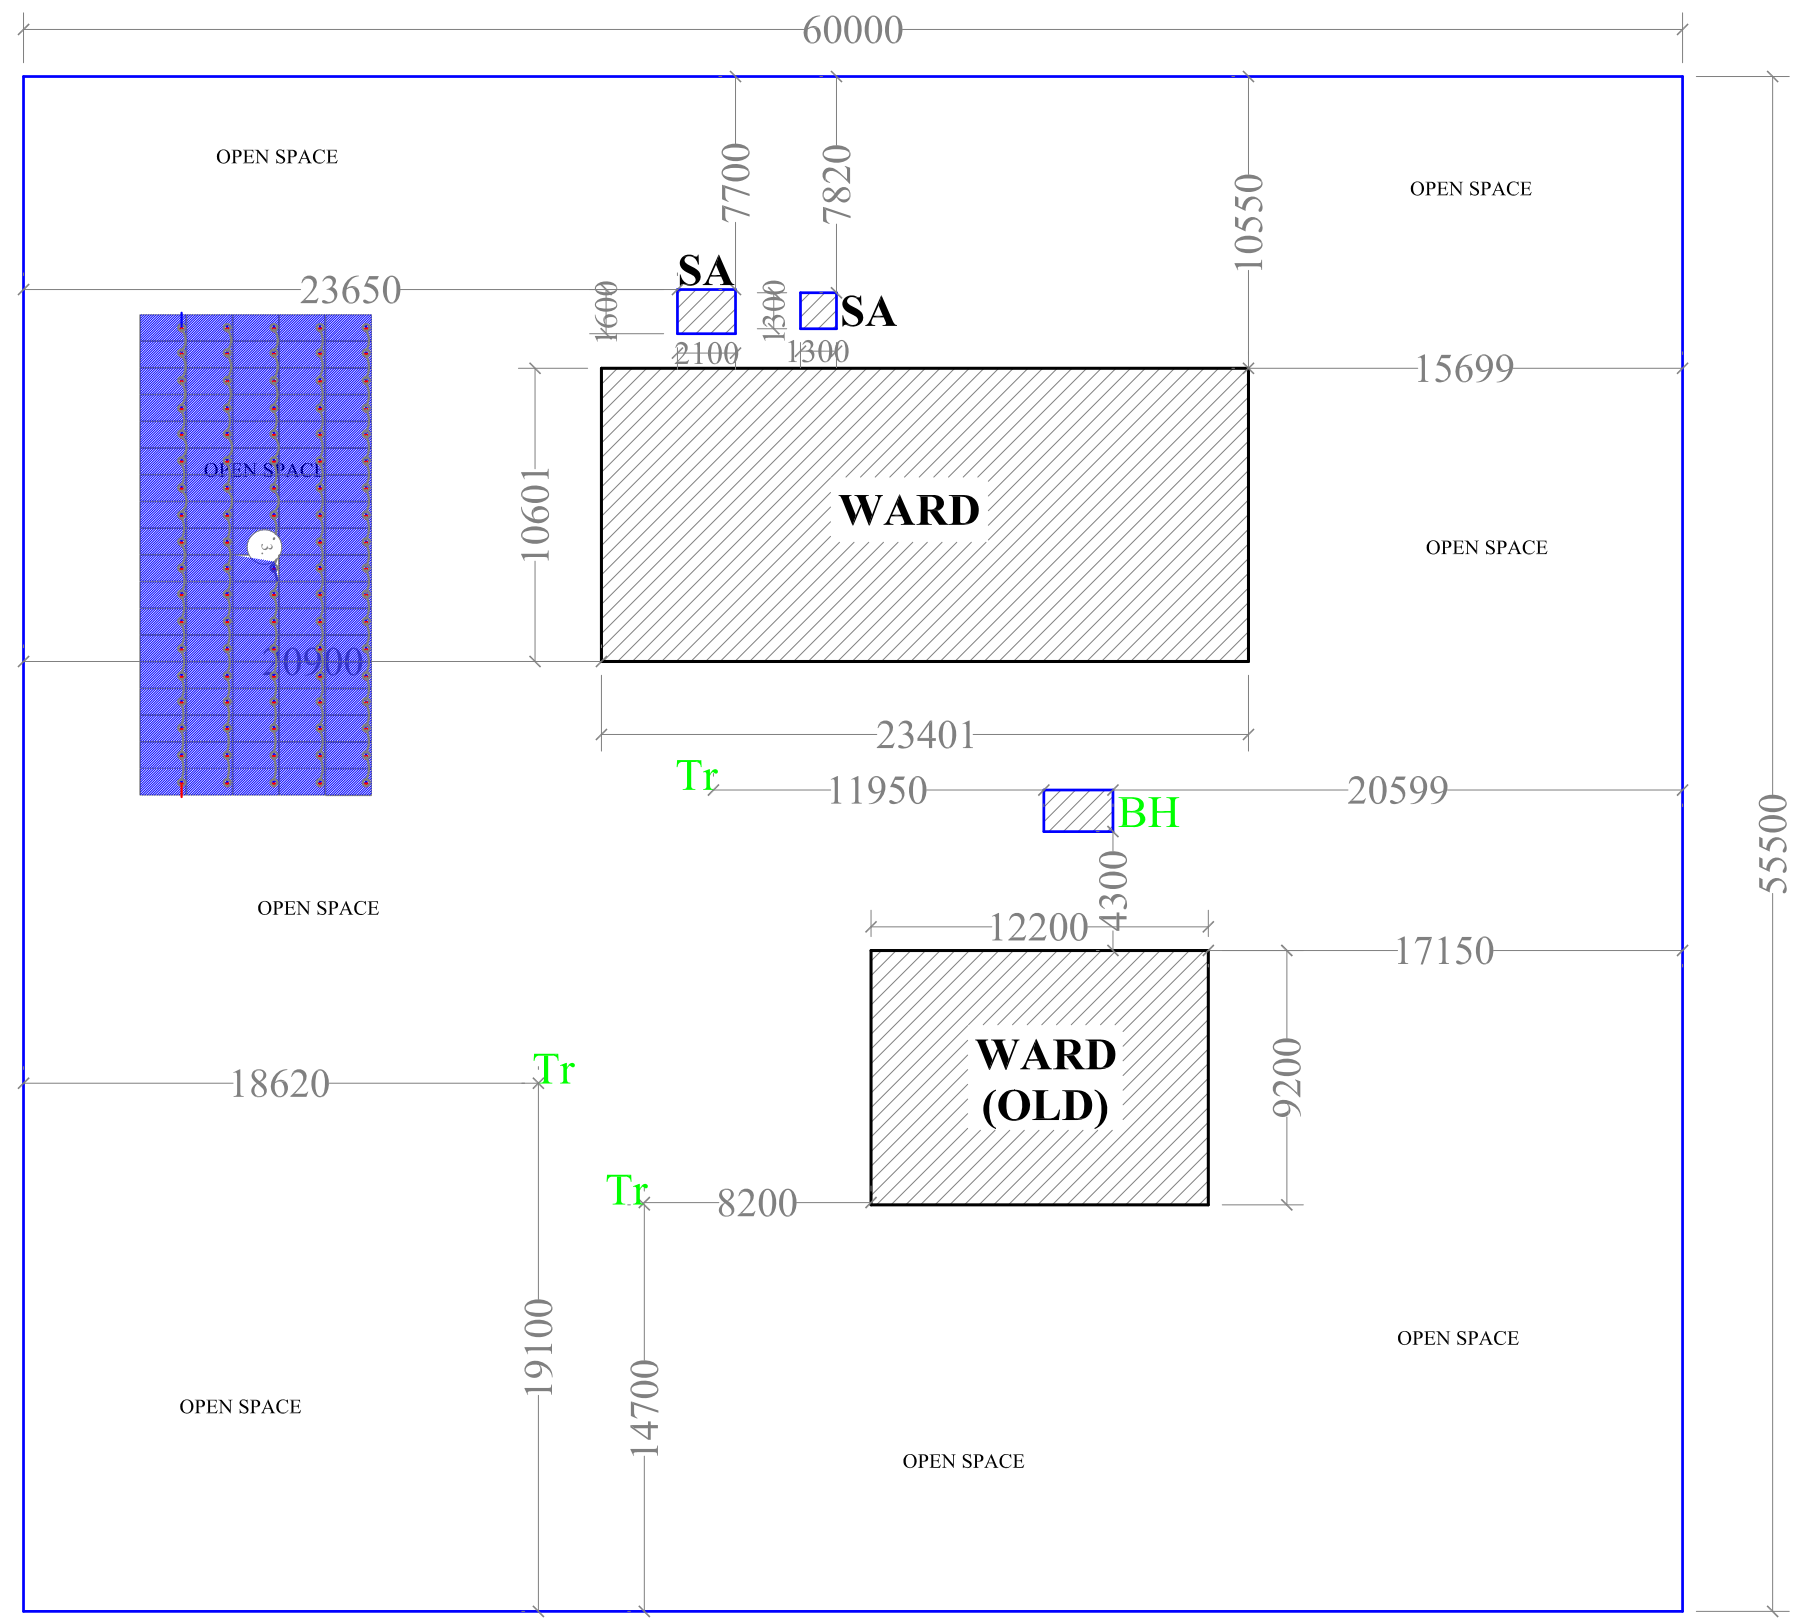 60000
OPEN SPACE
OPEN SPACE
7700
7820
10550
SA
23650
1600
1300
SA
2100
1300
15699
OPEN SPACE
10601
WARD
OPEN SPACE
3.
20900
23401
Tr
11950
20599
BH
55500
4300
OPEN SPACE
12200
17150
WARD
(OLD)
9200
Tr
18620
Tr
8200
19100
14700
OPEN SPACE
OPEN SPACE
OPEN SPACE